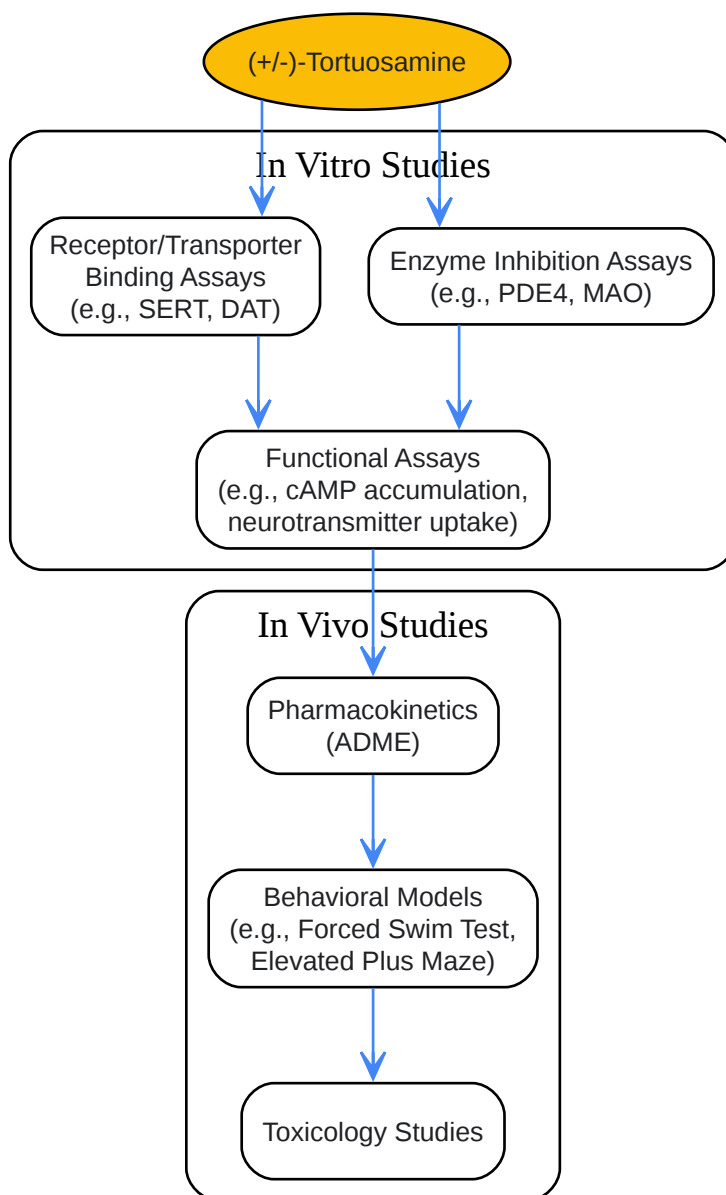 (+/-)-Tortuosamine
In Vitro Studies
Receptor/Transporter
Binding Assays
(e.g., SERT, DAT)
Enzyme Inhibition Assays
(e.g., PDE4, MAO)
Functional Assays
(e.g., cAMP accumulation,
neurotransmitter uptake)
In Vivo Studies
Pharmacokinetics
(ADME)
Behavioral Models
(e.g., Forced Swim Test,
Elevated Plus Maze)
Toxicology Studies